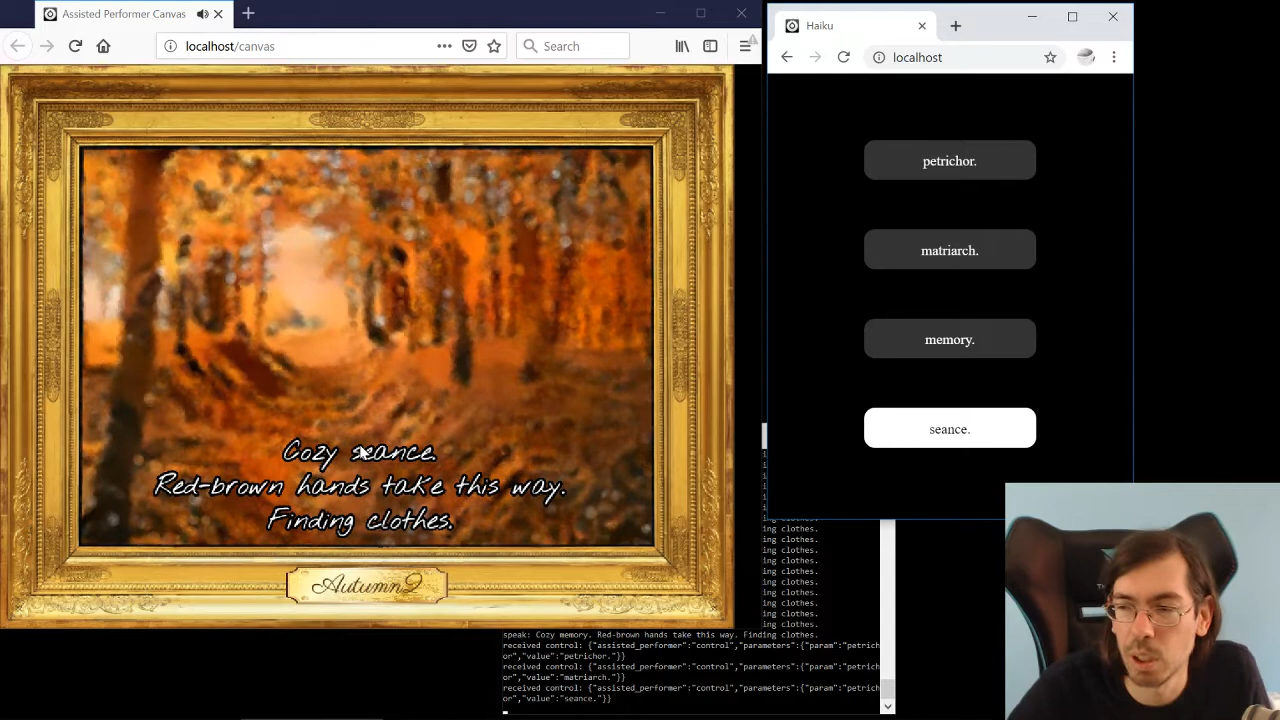 Assisted Performer Canvas
localhost/canvas
Search
Cozy seance.
Red-brown hands take this way.
Finding clothes.
Autumn2
Haiku
localhost
petrichor.
matriarch.
memory.
seance.
ing clothes.
ing clothes.
ing clothes.
ing clothes.
ing clothes.
ing clothes.
ing clothes.
ing clothes.
ing clothes.
ing clothes.
ing clothes.
speak: Cozy memory. Red-brown hands take this way. Finding clothes.
received control: {"assisted_performer":"control","parameters":{"param":"petrich
or","value":"petrichor."}}
received control: {"assisted_performer":"control","parameters":{"param":"petrich
or","value":"matriarch."}}
received control: {"assisted_performer":"control","parameters":{"param":"petrich
or","value":"seance."}}